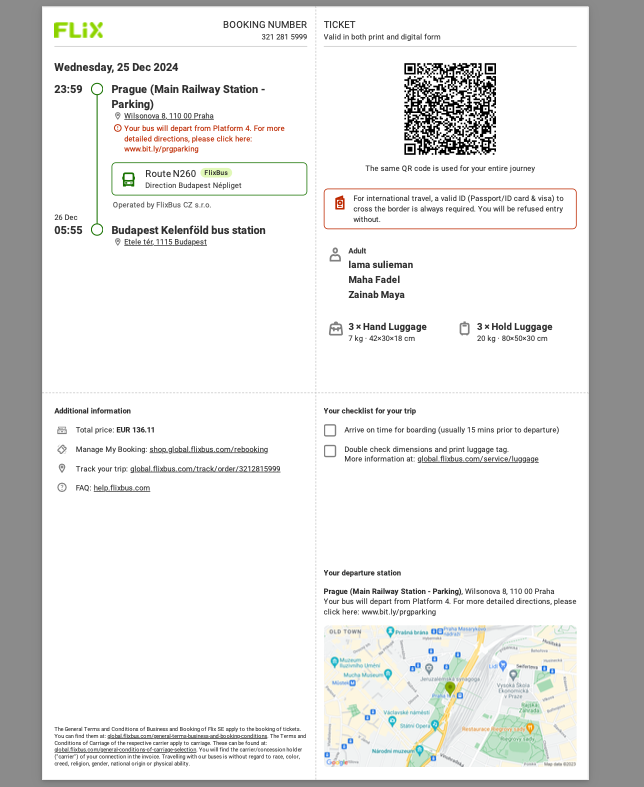 FLiX
BOOKING NUMBER
321 281 5999
Wednesday, 25 Dec 2024
23:59
Prague (Main Railway Station -
Parking)
Wilsonova 8, 110 00 Praha
Your bus will depart from Platform 4. For more
detailed directions, please click here:
www.bit.ly/prgparking
Route N260 FlixBus
Direction Budapest Népliget
Operated by FlixBus CZ s.r.o.
26 Dec
05:55
Budapest Kelenföld bus station
Etele tér, 1115 Budapest
TICKET
Valid in both print and digital form
The same QR code is used for your entire journey
For international travel, a valid ID (Passport/ID card & visa) to
cross the border is always required. You will be refused entry
without.
Adult
lama sulieman
Maha Fadel
Zainab Maya
3 × Hand Luggage
7 kg · 42×30×18 cm
3 × Hold Luggage
20 kg · 80×50×30 cm
Additional information
Total price: EUR 136.11
Manage My Booking: shop.global.flixbus.com/rebooking
Track your trip: global.flixbus.com/track/order/3212815999
FAQ: help.flixbus.com
The General Terms and Conditions of Business and Booking of Flix SE apply to the booking of tickets.
You can find them at: global.flixbus.com/general-terms-business-and-booking-conditions. The Terms and
Conditions of Carriage of the respective carrier apply to carriage. These can be found at:
global.flixbus.com/general-conditions-of-carriage-selection. You will find the carrier/concession holder
("carrier") of your connection in the invoice. Travelling with our buses is without regard to race, color,
creed, religion, gender, national origin or physical ability.
Your checklist for your trip
Arrive on time for boarding (usually 15 mins prior to departure)
Double check dimensions and print luggage tag.
More information at: global.flixbus.com/service/luggage
Your departure station
Prague (Main Railway Station - Parking), Wilsonova 8, 110 00 Praha
Your bus will depart from Platform 4. For more detailed directions, please
click here: www.bit.ly/prgparking
OLD TOWN
Prašná brána
Praha Masarykovo
nádraží
Muzeum
Kubismu
Mucha Museum
Jeruzalémská synagoga
Lidl
Vysoká Škola
Ekonomická
v Praze
Václavské náměstí
Státní Opera
Národní muzeum
Restaurace Riegrovy sady
Riegrovy sady
Google
Map data ©2023